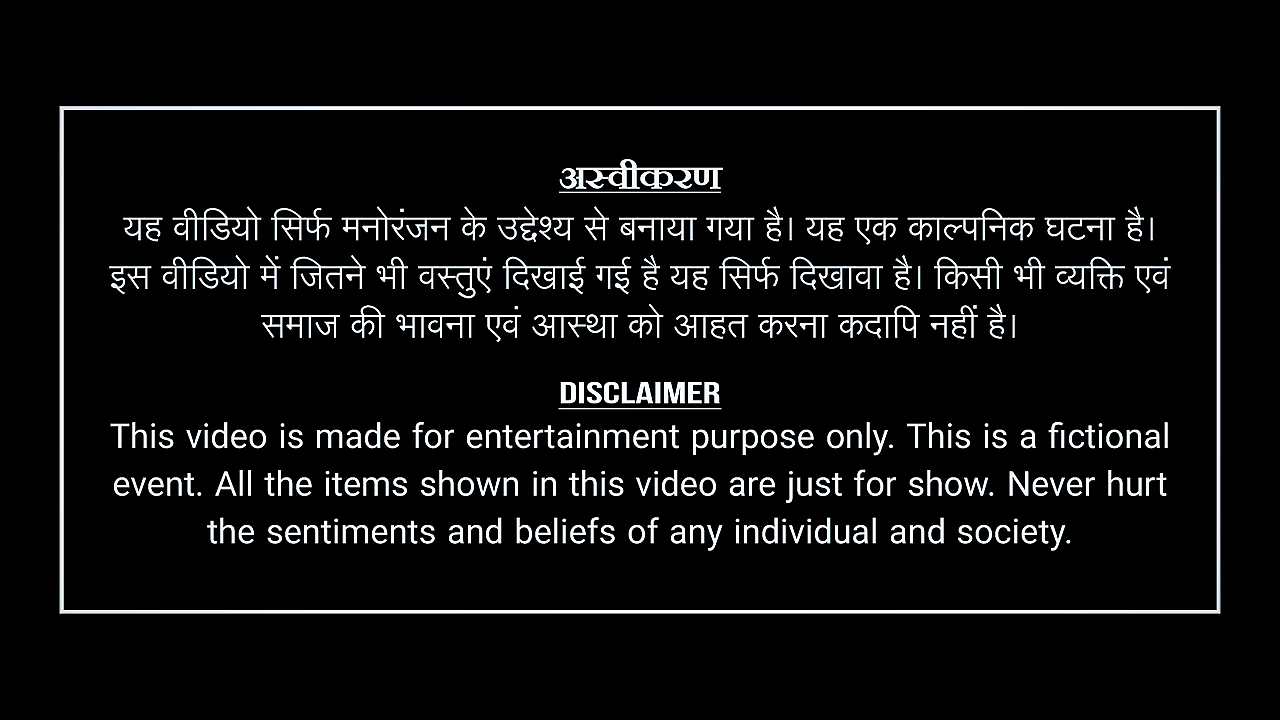 अस्वीकरण
यह वीडियो सिर्फ मनोरंजन के उद्देश्य से बनाया गया है। यह एक काल्पनिक घटना है।
इस वीडियो में जितने भी वस्तुएं दिखाई गई है यह सिर्फ दिखावा है। किसी भी व्यक्ति एवं
समाज की भावना एवं आस्था को आहत करना कदापि नहीं है।
DISCLAIMER
This video is made for entertainment purpose only. This is a fictional
event. All the items shown in this video are just for show. Never hurt
the sentiments and beliefs of any individual and society.